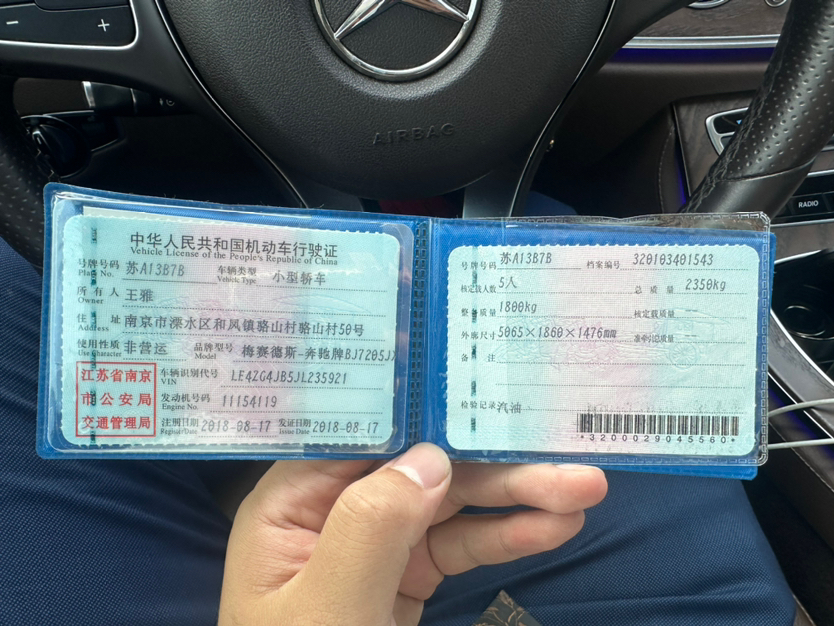 AIRBAG
RADIO
中华人民共和国机动车行驶证
Vehicle License of the People's Republic of China
号牌号码 苏A13B7B 车辆类型 小型轿车
Plate No. Vehicle Type
所有人 王雅
Owner
住址 南京市溧水区和凤镇骆山村骆山村50号
Address
使用性质 非营运 品牌型号 梅赛德斯-奔驰牌BJ7205J
Use Character Model
江苏省南京
市公安局
交通管理局
车辆识别代号 LE4ZG4JB5JL235921
VIN
发动机号码 11154119
Engine No.
注册日期 2018-08-17 发证日期 2018-08-17
Register Date Issue Date
号牌号码 苏A13B7B 档案编号 320103401543
核定载人数 5人 总质量 2350kg
整备质量 1800kg 核定载质量 --
外廓尺寸 5065×1860×1476mm 准牵引总质量 --
备注
检验记录 汽油
*3200029045560*